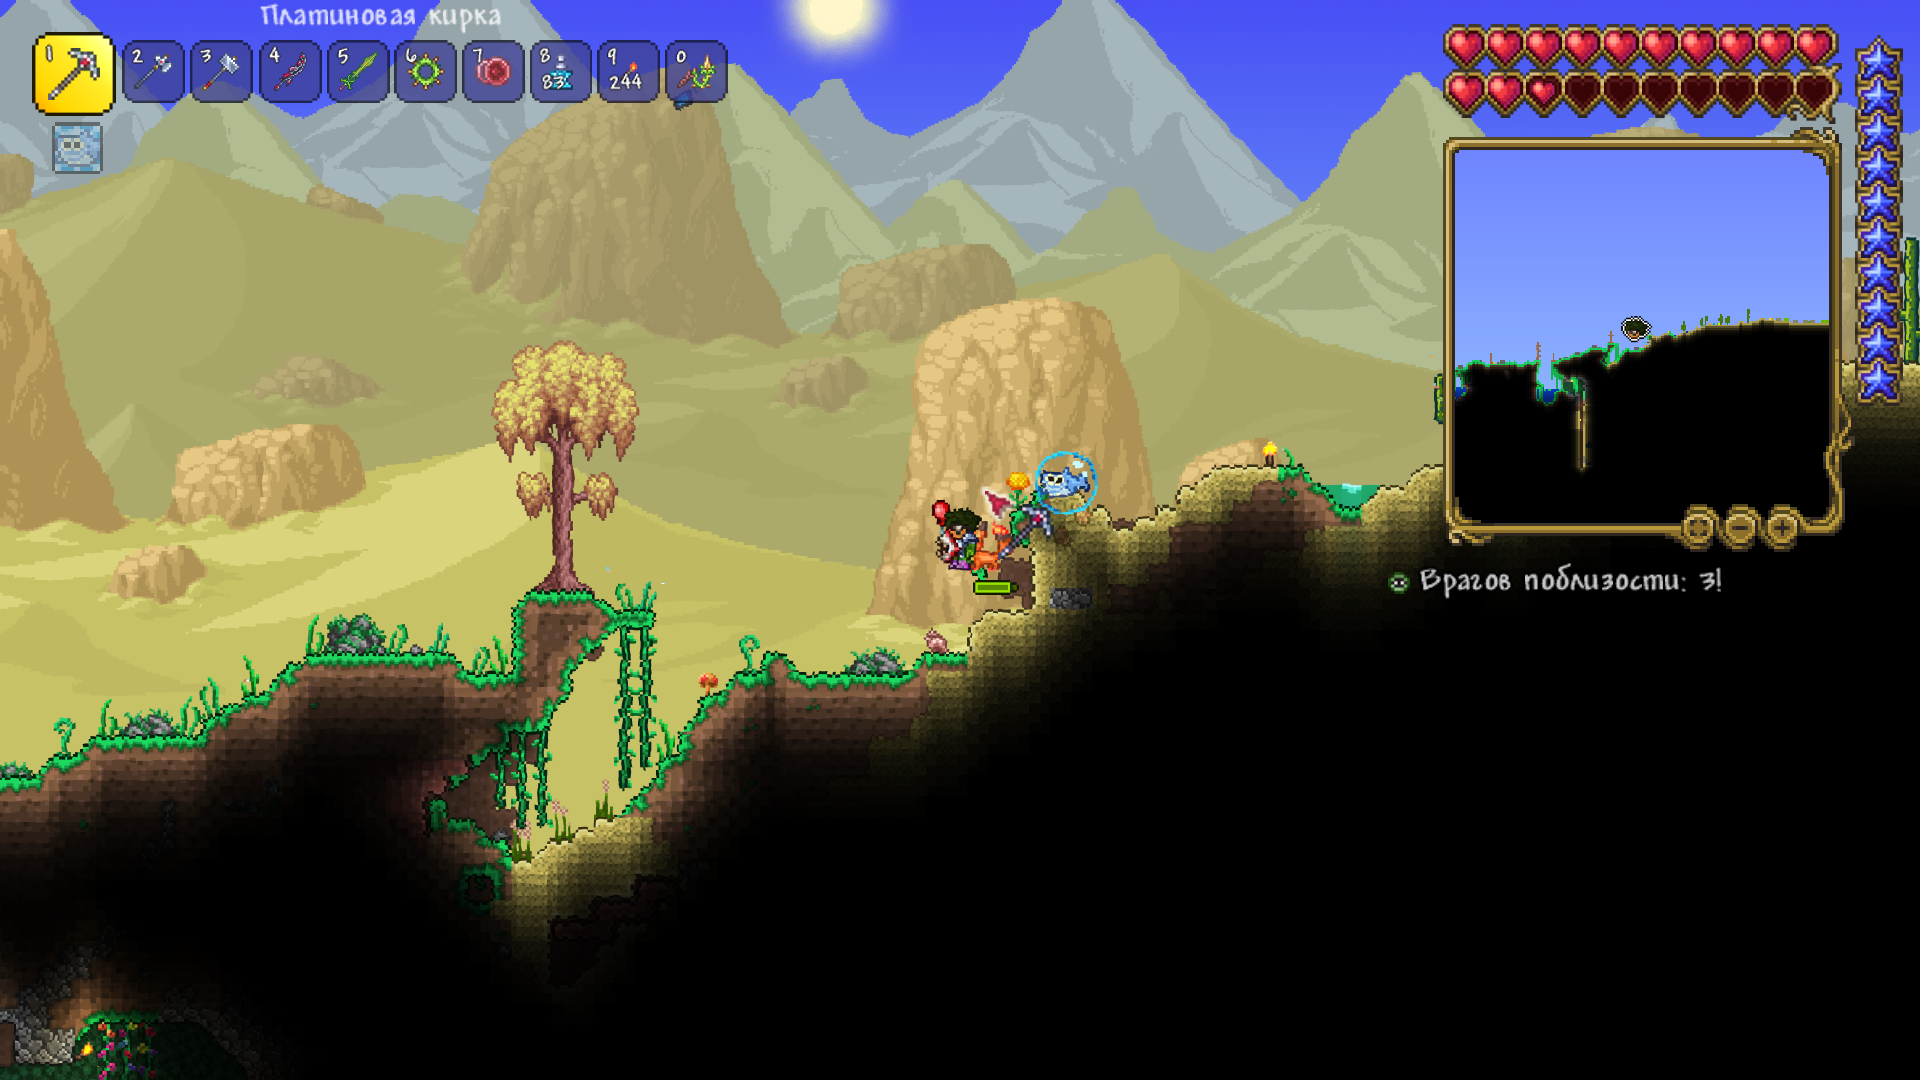 Платиновая кирка
1 2 3 4 5 6 7 8 9 0
83 244
Врагов поблизости: 3!